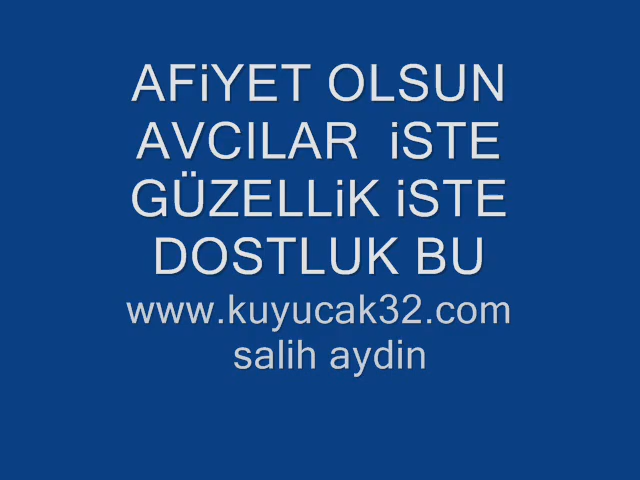 AFiYET OLSUN
AVCILAR iSTE
GÜZELLiK iSTE
DOSTLUK BU
www.kuyucak32.com
salih aydin